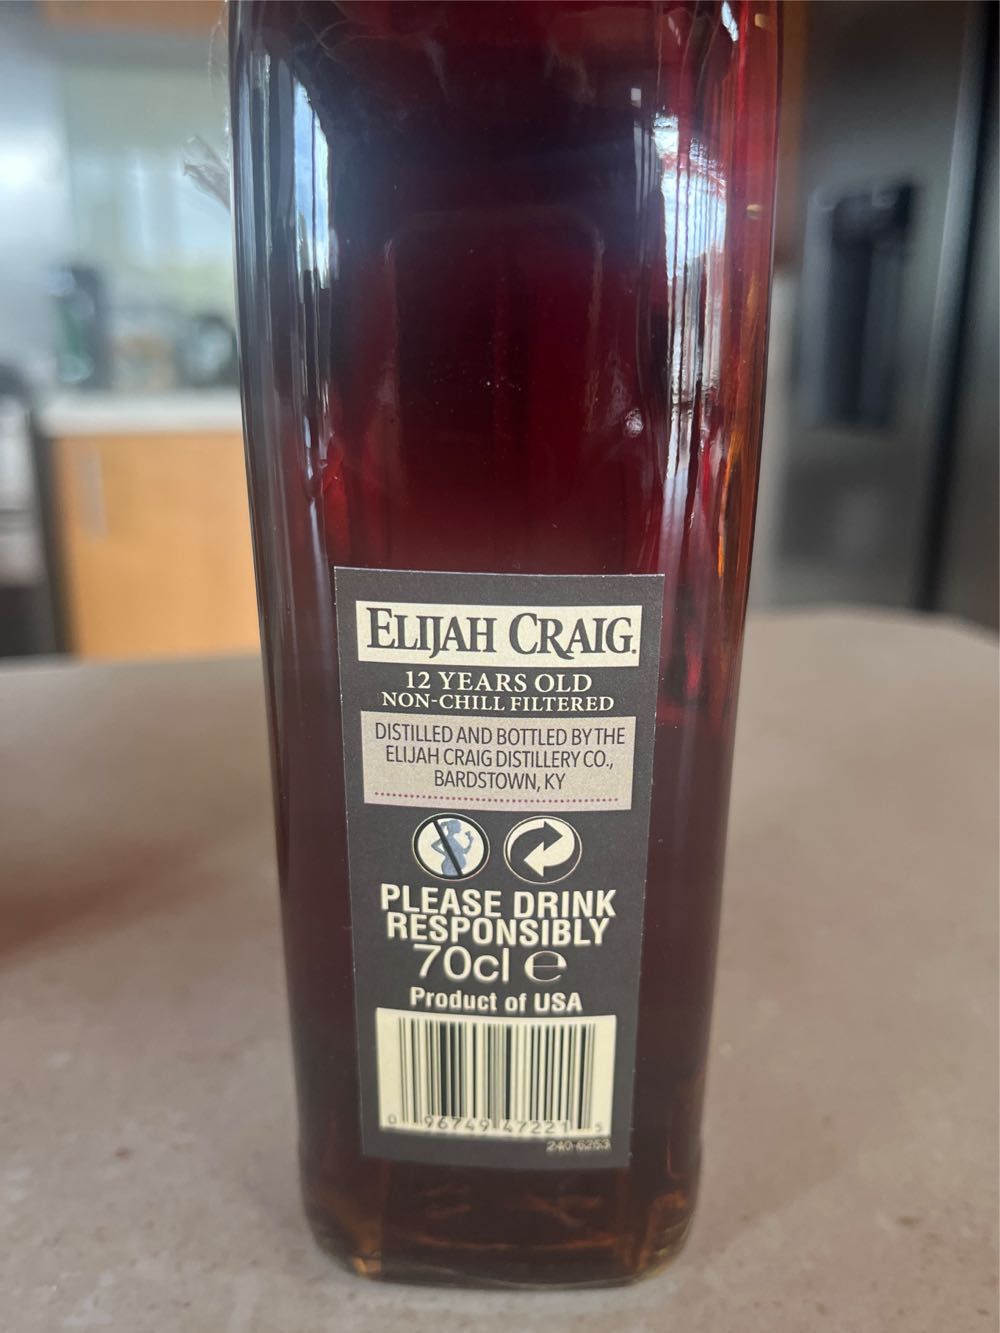 ELIJAH CRAIG.
12 YEARS OLD
NON-CHILL FILTERED
DISTILLED AND BOTTLED BY THE
ELIJAH CRAIG DISTILLERY CO.,
BARDSTOWN, KY
PLEASE DRINK
RESPONSIBLY
70cl e
Product of USA
0 96749 47221 5
240-6253